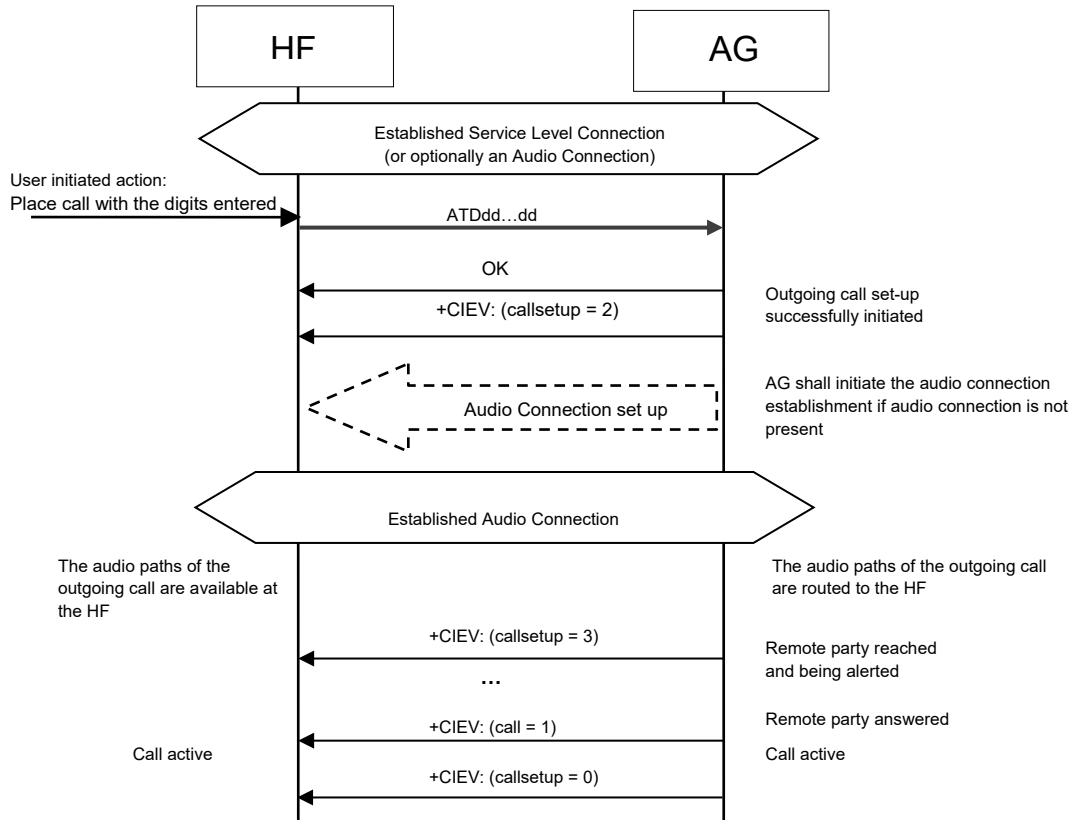 HF
AG
Established Service Level Connection
(or optionally an Audio Connection)
User initiated action:
Place call with the digits entered
ATDdd...dd
OK
+CIEV: (callsetup = 2)
Outgoing call set-up
successfully initiated
Audio Connection set up
AG shall initiate the audio connection
establishment if audio connection is not
present
Established Audio Connection
The audio paths of the
outgoing call are available at
the HF
The audio paths of the outgoing call
are routed to the HF
+CIEV: (callsetup = 3)
Remote party reached
and being alerted
...
+CIEV: (call = 1)
Remote party answered
Call active
Call active
+CIEV: (callsetup = 0)